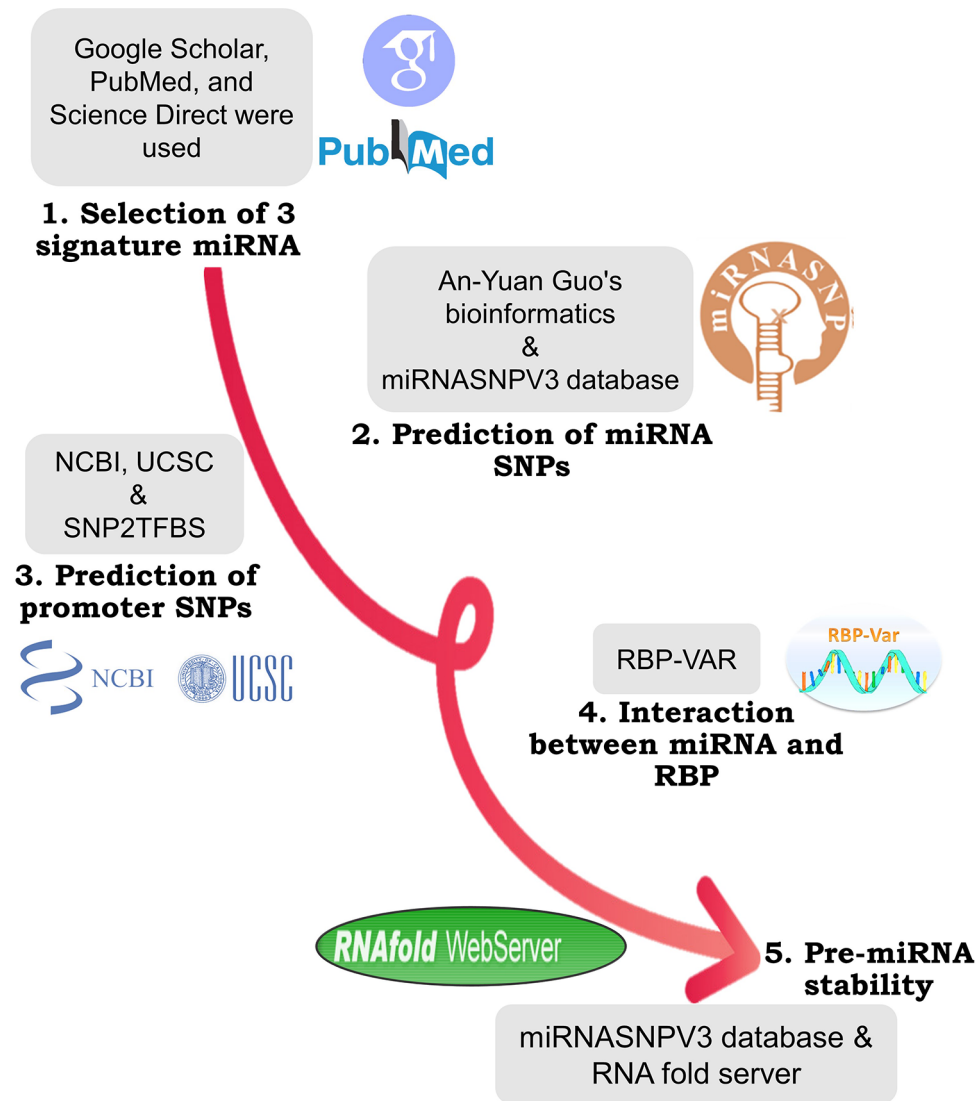 Google Scholar,
PubMed, and
Science Direct were
used
g
PubMed
1. Selection of 3
signature miRNA
An-Yuan Guo's
bioinformatics
&
miRNASNPV3 database
miRNASNP
2. Prediction of miRNA
SNPs
NCBI, UCSC
&
SNP2TFBS
3. Prediction of
promoter SNPs
NCBI
UCSC
RBP-VAR
RBP-Var
4. Interaction
between miRNA and
RBP
RNAfold WebServer
5. Pre-miRNA
stability
miRNASNPV3 database &
RNA fold server